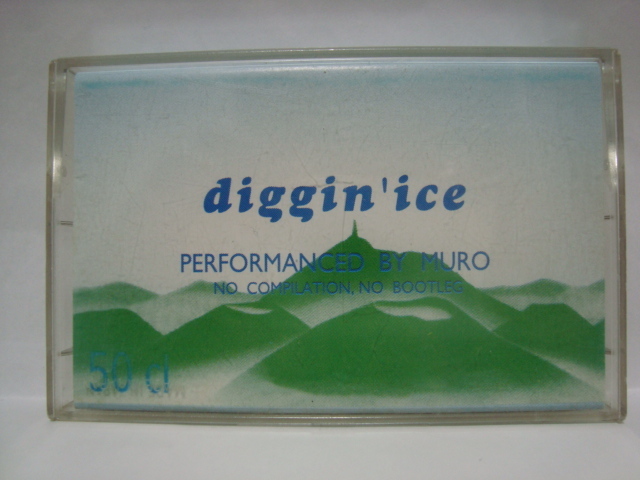 diggin'ice
PERFORMANCED BY MURO
NO COMPILATION, NO BOOTLEG
50 cl